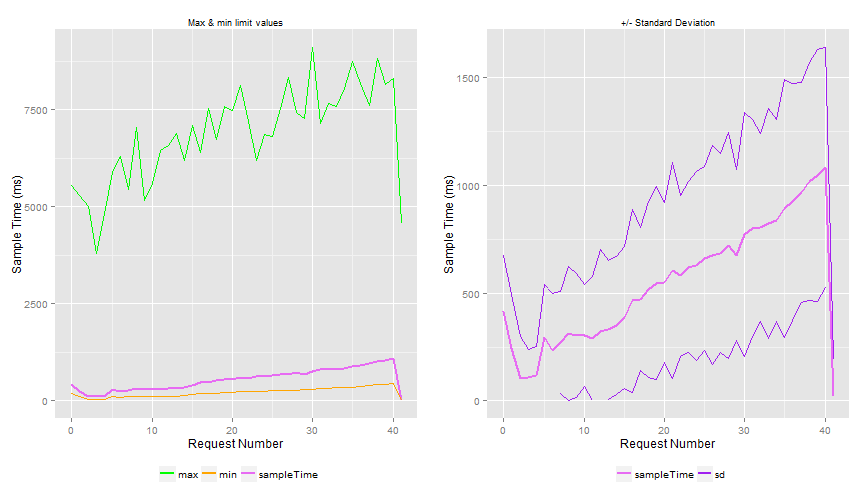 Max & min limit values
Sample Time (ms)
7500
5000
2500
0
0 10 20 30 40
Request Number
max min sampleTime
+/- Standard Deviation
Sample Time (ms)
1500
1000
500
0
0 10 20 30 40
Request Number
sampleTime sd